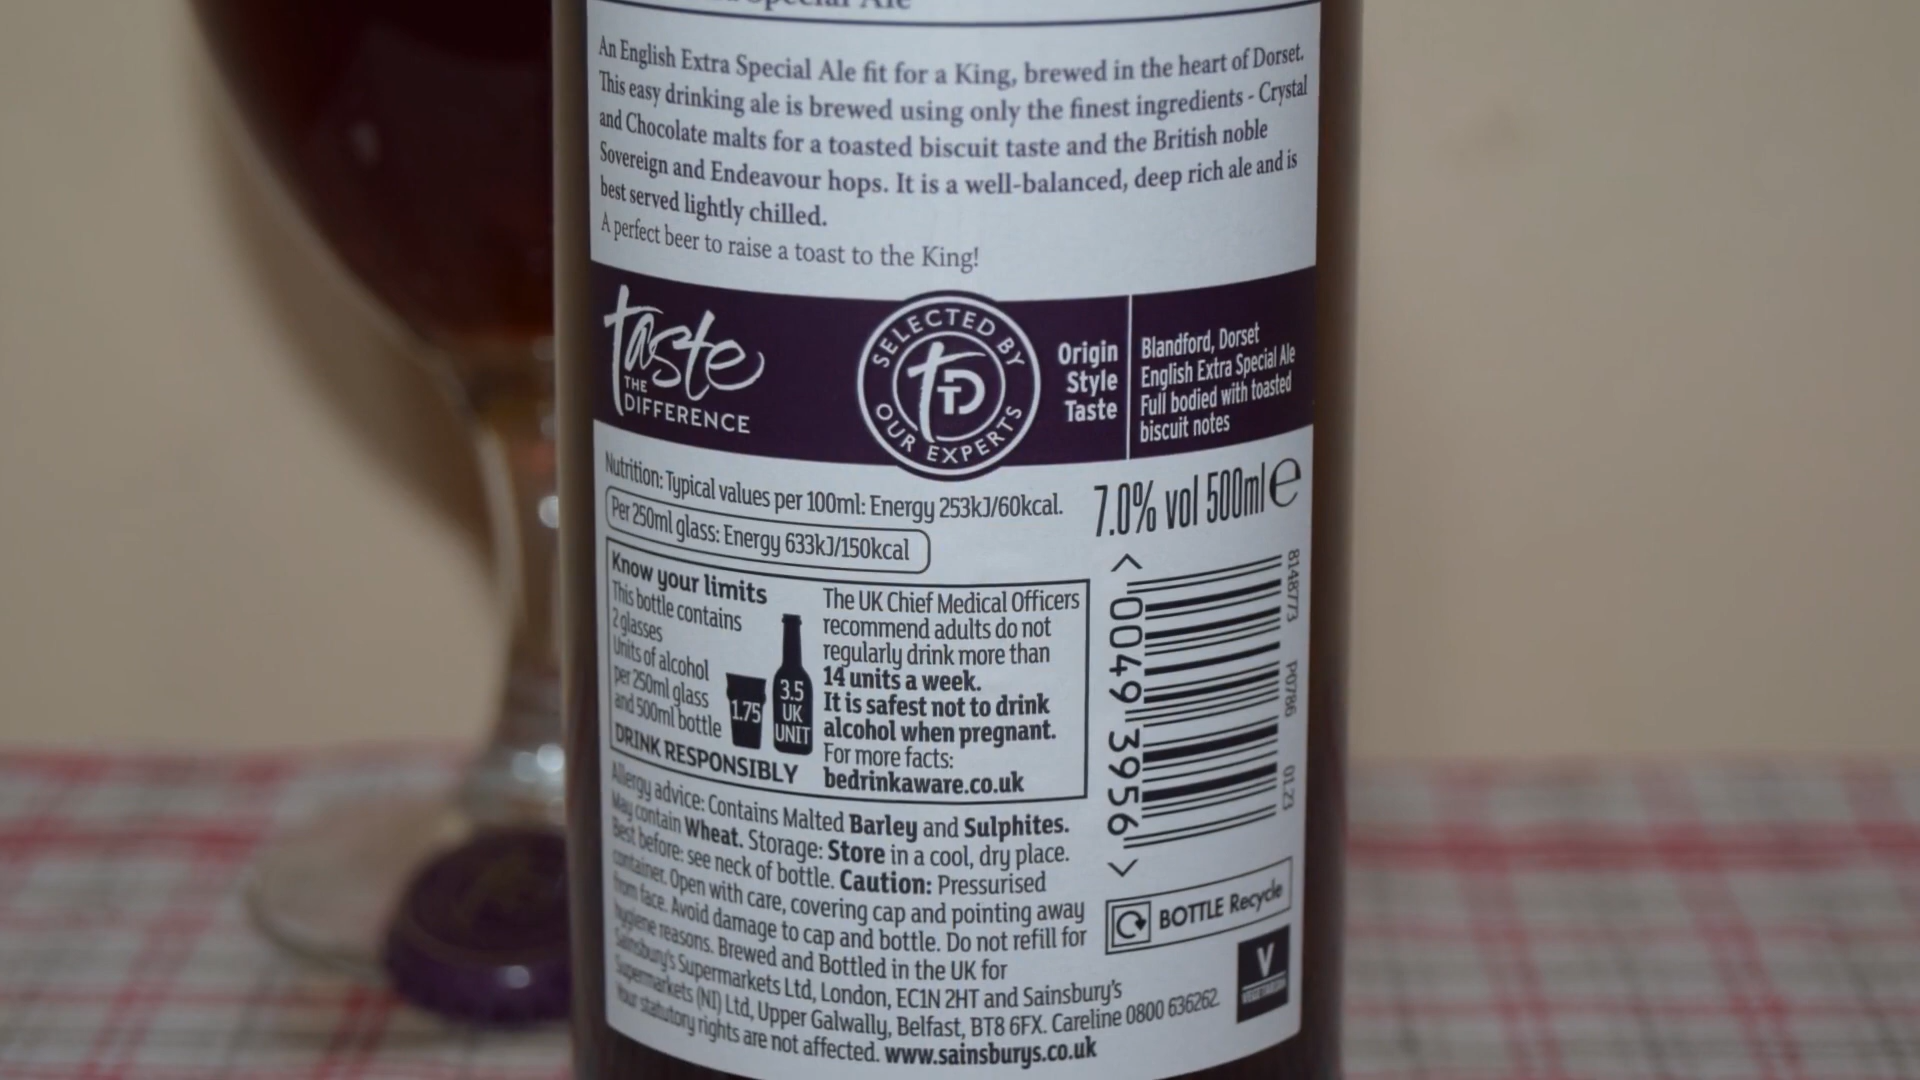 Special Ale
An English Extra Special Ale fit for a King, brewed in the heart of Dorset.
This easy drinking ale is brewed using only the finest ingredients - Crystal
and Chocolate malts for a toasted biscuit taste and the British noble
Sovereign and Endeavour hops. It is a well-balanced, deep rich ale and is
best served lightly chilled.
A perfect beer to raise a toast to the King!
taste
THE
DIFFERENCE
SELECTED BY
tD
OUR EXPERTS
Origin
Style
Taste
Blandford, Dorset
English Extra Special Ale
Full bodied with toasted
biscuit notes
Nutrition: Typical values per 100ml: Energy 253kJ/60kcal.
Per 250ml glass: Energy 633kJ/150kcal
7.0% vol 500ml e
Know your limits
This bottle contains
2 glasses
Units of alcohol
per 250ml glass
and 500ml bottle
1.75
3.5
UK
UNIT
DRINK RESPONSIBLY
The UK Chief Medical Officers
recommend adults do not
regularly drink more than
14 units a week.
It is safest not to drink
alcohol when pregnant.
For more facts:
bedrinkaware.co.uk
8148773 P0786 01.23
< 0049 3956 >
Allergy advice: Contains Malted Barley and Sulphites.
May contain Wheat. Storage: Store in a cool, dry place.
Best before: see neck of bottle. Caution: Pressurised
container. Open with care, covering cap and pointing away
from face. Avoid damage to cap and bottle. Do not refill for
hygiene reasons. Brewed and Bottled in the UK for
Sainsbury's Supermarkets Ltd, London, EC1N 2HT and Sainsbury's
Supermarkets (NI) Ltd, Upper Galwally, Belfast, BT8 6FX. Careline 0800 636262.
Your statutory rights are not affected. www.sainsburys.co.uk
BOTTLE Recycle
V
VEGETARIAN